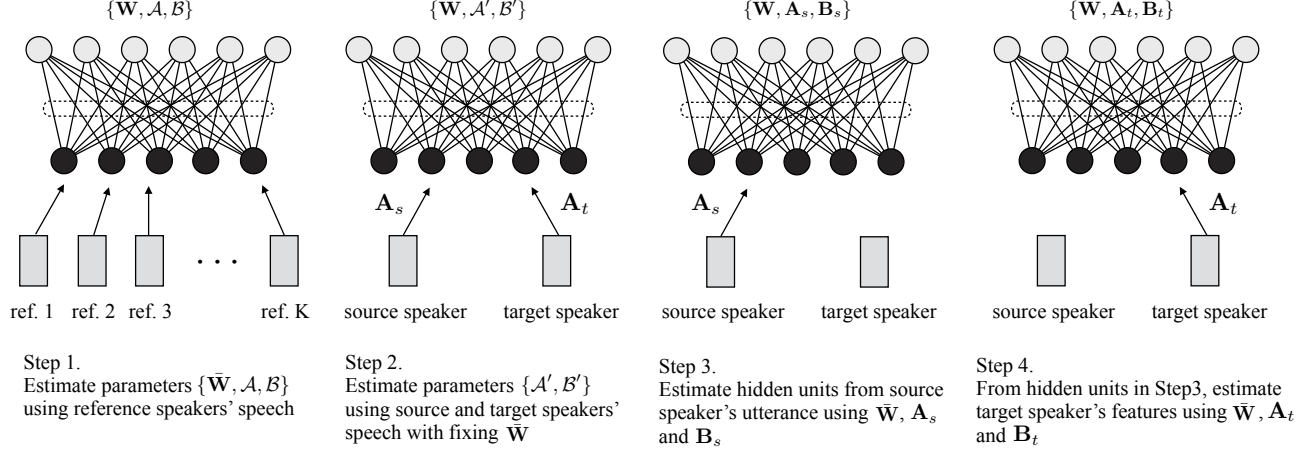 {W, A, B}
{W, A′, B′}
{W, A_s, B_s}
{W, A_t, B_t}
A_s
A_t
A_s
A_t
· · ·
ref. 1
ref. 2
ref. 3
ref. K
source speaker
target speaker
source speaker
target speaker
source speaker
target speaker
Step 1.
Estimate parameters {W̄, A, B}
using reference speakers' speech
Step 2.
Estimate parameters {A′, B′}
using source and target speakers'
speech with fixing W̄
Step 3.
Estimate hidden units from source
speaker's utterance using W̄, A_s
and B_s
Step 4.
From hidden units in Step3, estimate
target speaker's features using W̄, A_t
and B_t